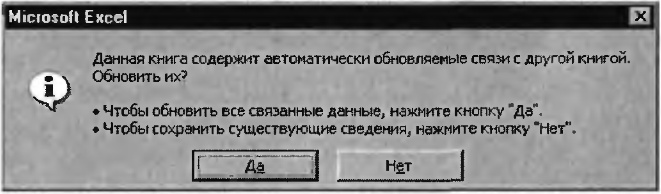 Microsoft Excel
Данная книга содержит автоматически обновляемые связи с другой книгой.
Обновить их?
• Чтобы обновить все связанные данные, нажмите кнопку "Да".
• Чтобы сохранить существующие сведения, нажмите кнопку "Нет".
Да Нет